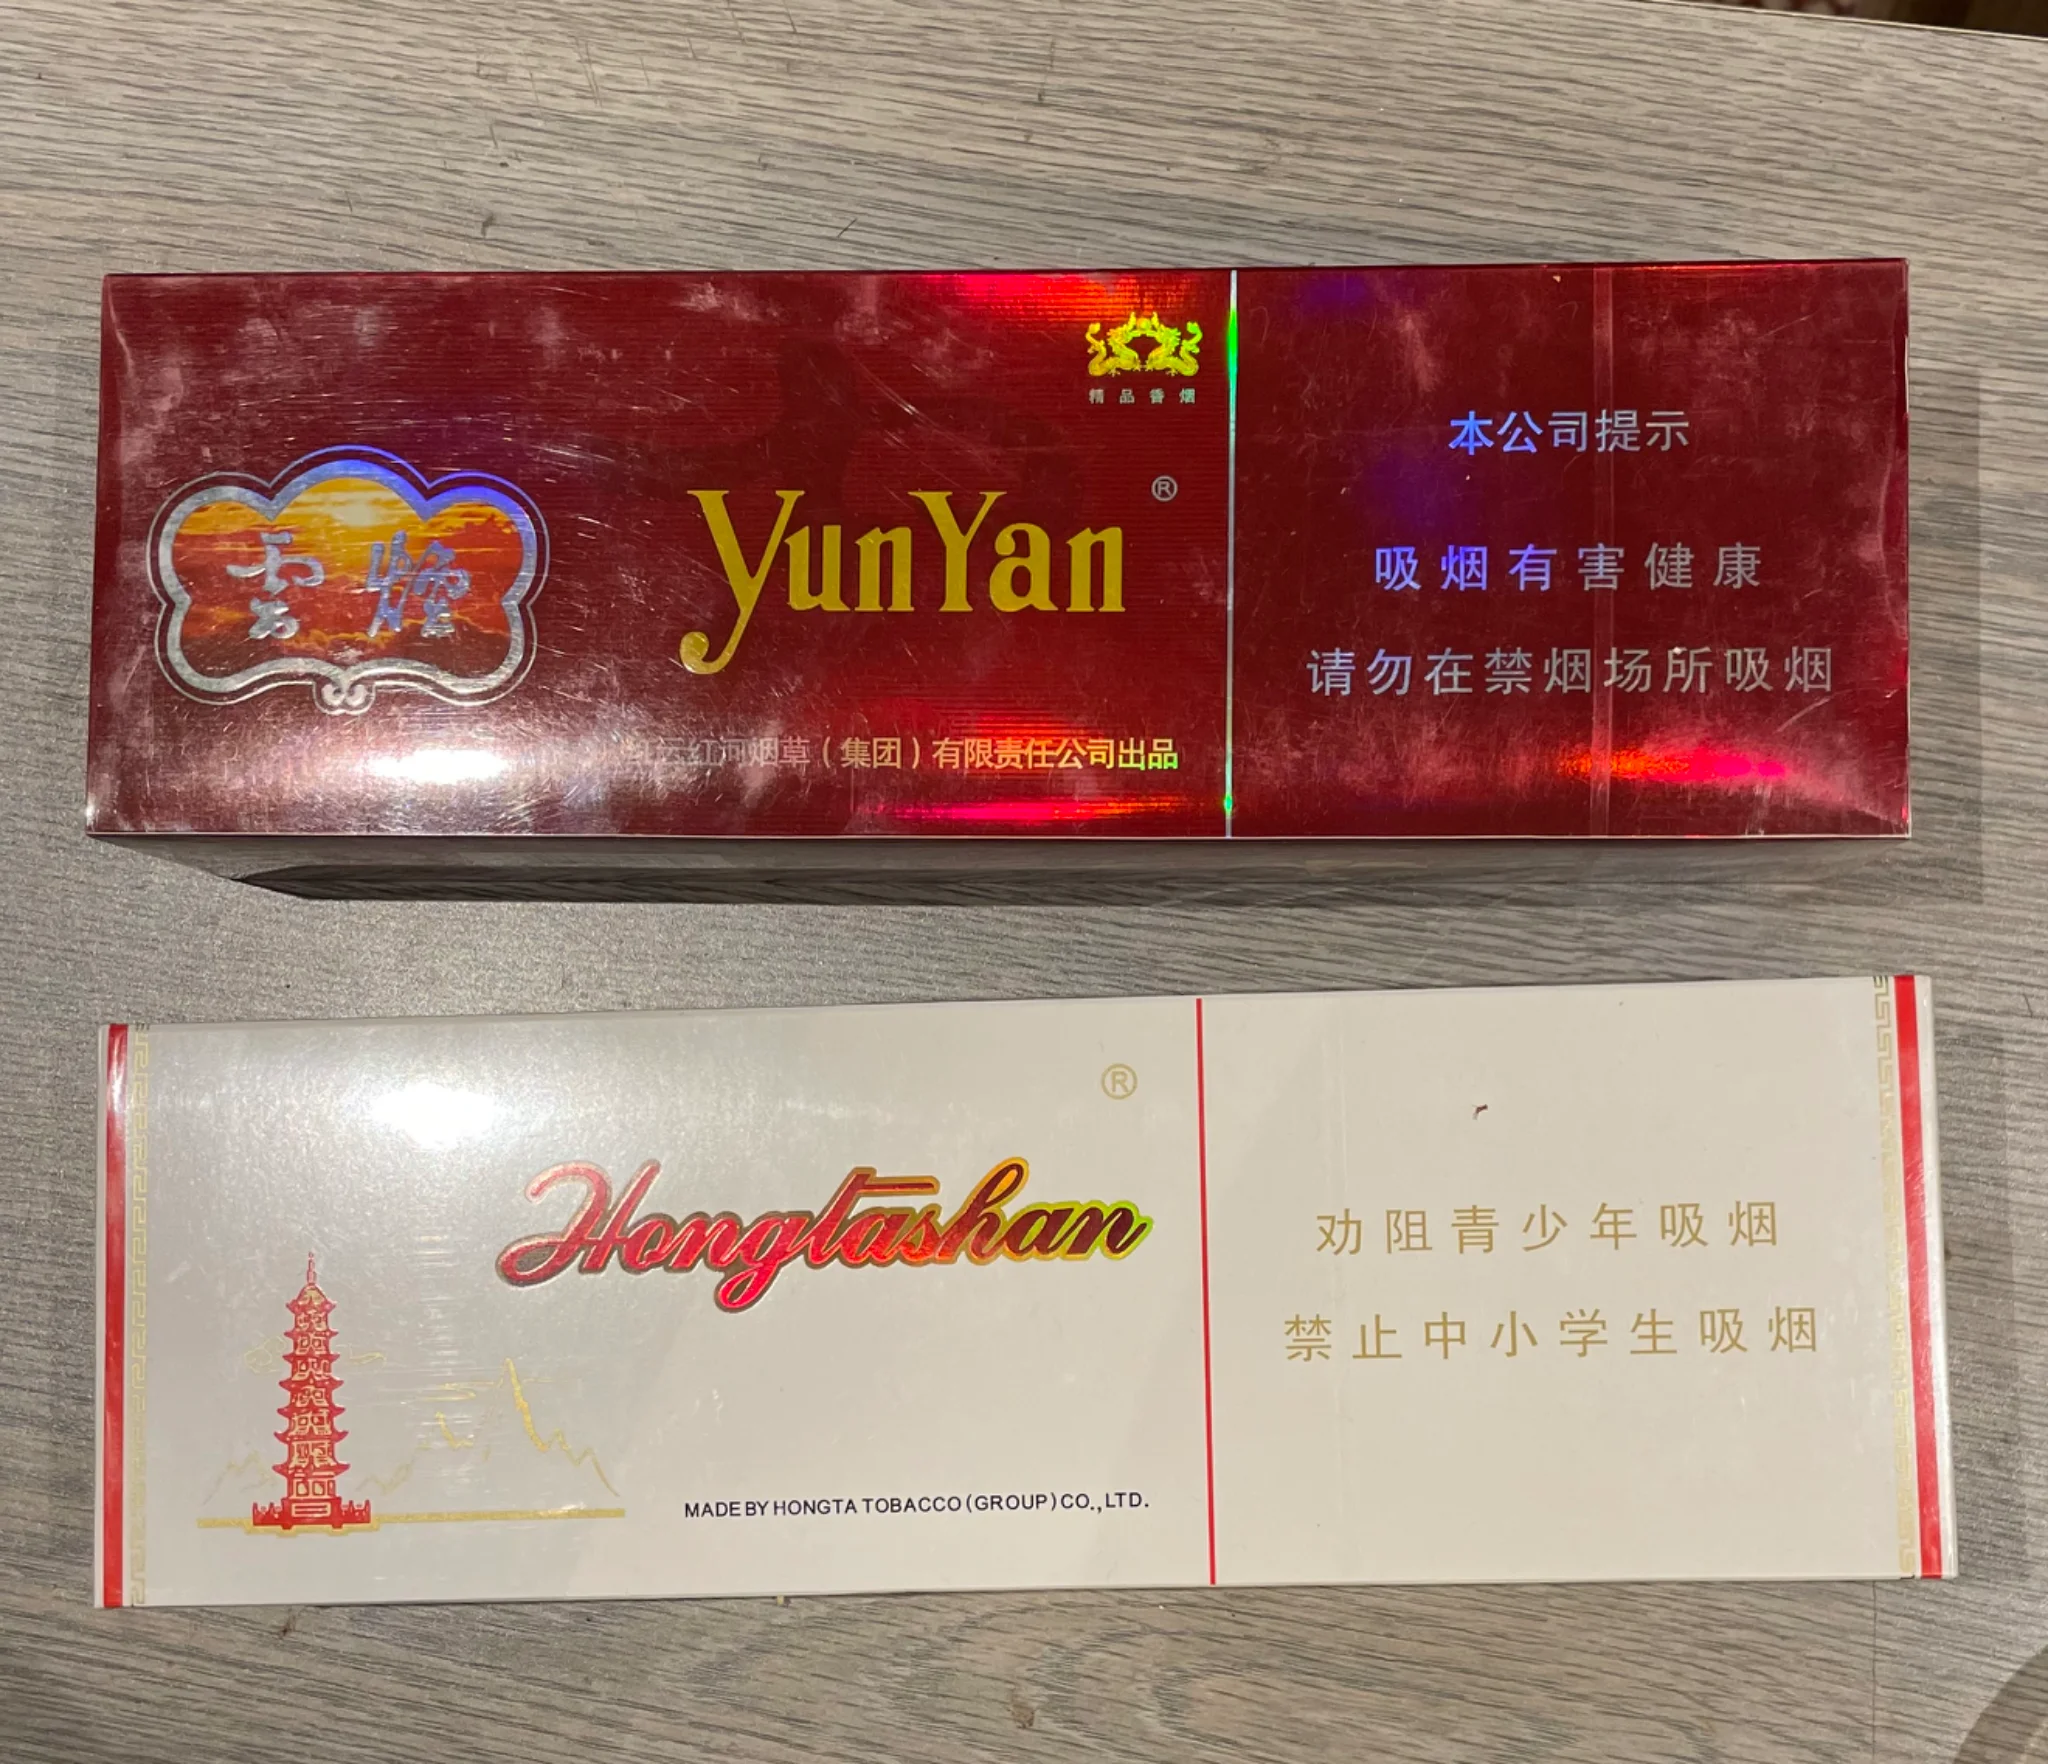 精品香烟
雲煙
YunYan ®
红云红河烟草（集团）有限责任公司出品
本公司提示
吸烟有害健康
请勿在禁烟场所吸烟
®
Hongtashan
MADE BY HONGTA TOBACCO (GROUP) CO., LTD.
劝阻青少年吸烟
禁止中小学生吸烟